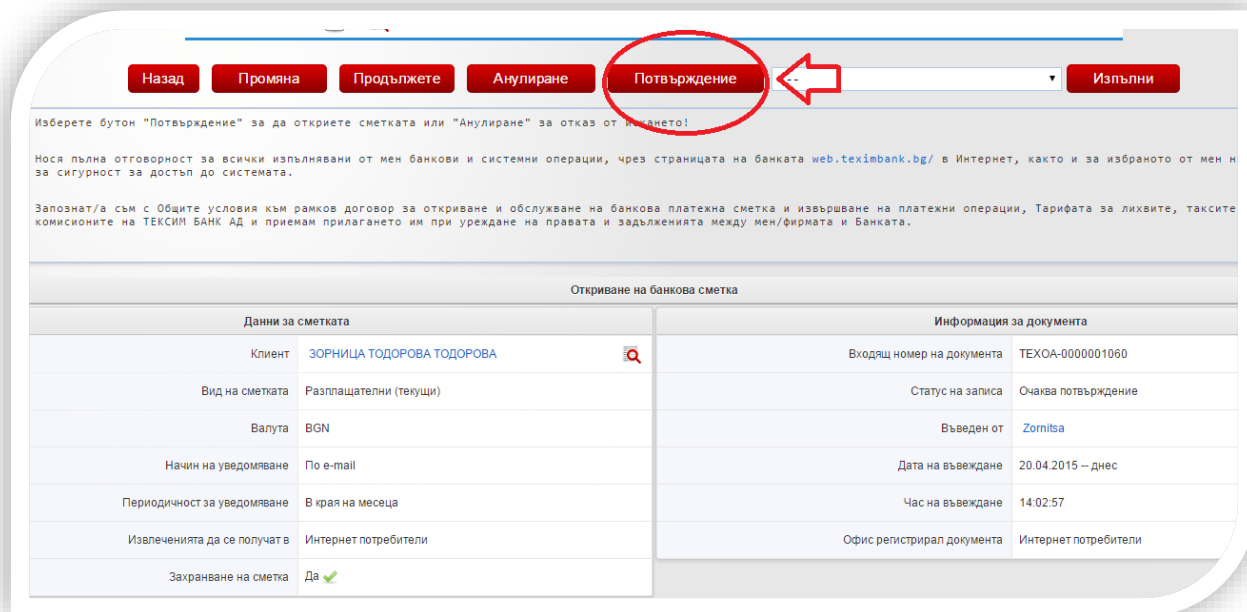 Назад Промяна Продължете Анулиране Потвърждение Изпълни
Изберете бутон "Потвърждение" за да откриете сметката или "Анулиране" за отказ от искането!
Нося пълна отговорност за всички изпълнявани от мен банкови и системни операции, чрез страницата на банката web.teximbank.bg/ в Интернет, както и за избраното от мен н
за сигурност за достъп до системата.
Запознат/а съм с Общите условия към рамков договор за откриване и обслужване на банкова платежна сметка и извършване на платежни операции, Тарифата за лихвите, таксите
комисионите на ТЕКСИМ БАНК АД и приемам прилагането им при уреждане на правата и задълженията между мен/фирмата и Банката.
Откриване на банкова сметка
Данни за сметката
Клиент ЗОРНИЦА ТОДОРОВА ТОДОРОВА
Вид на сметката Разплащателни (текущи)
Валута BGN
Начин на уведомяване По e-mail
Периодичност за уведомяване В края на месеца
Извлеченията да се получат в Интернет потребители
Захранване на сметка Да
Информация за документа
Входящ номер на документа TEXOA-0000001060
Статус на записа Очаква потвърждение
Въведен от Zornitsa
Дата на въвеждане 20.04.2015 -- днес
Час на въвеждане 14:02:57
Офис регистрирал документа Интернет потребители